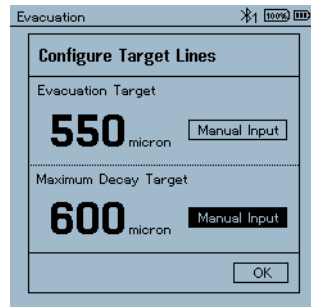 Evacuation 1 100%
Configure Target Lines
Evacuation Target
550 micron Manual Input
Maximum Decay Target
600 micron Manual Input
OK